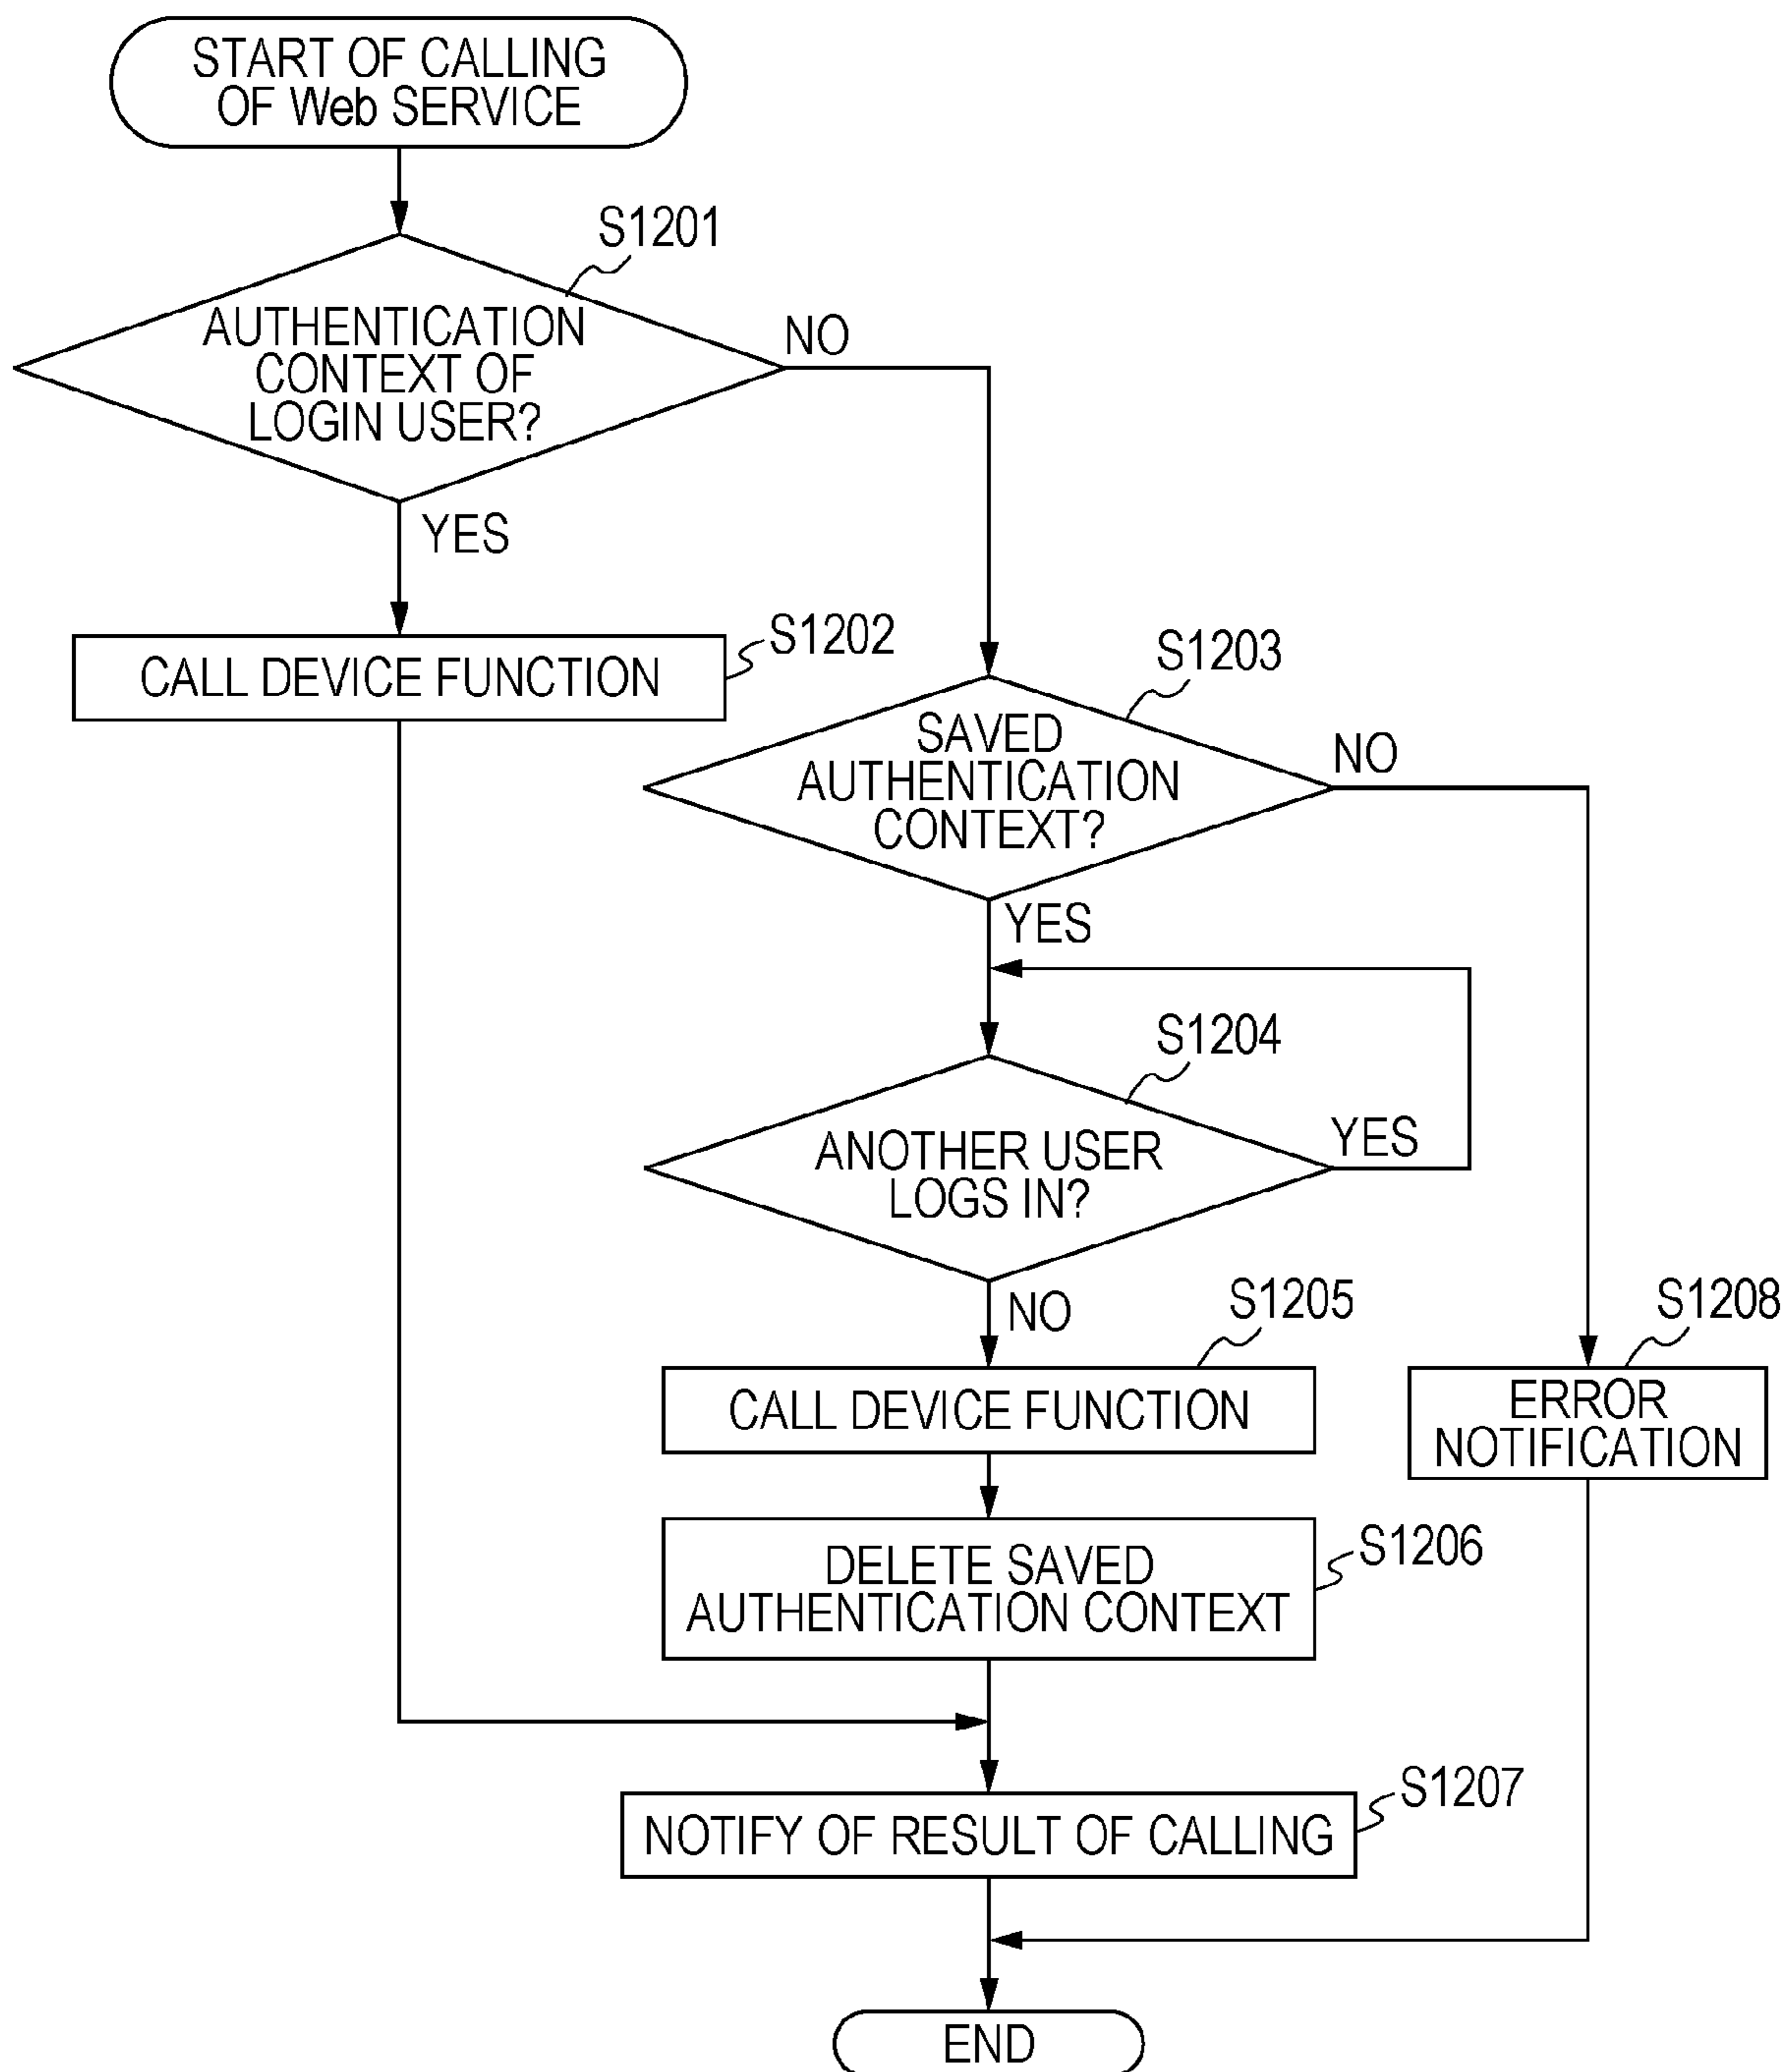 START OF CALLING
OF Web SERVICE
S1201
AUTHENTICATION
CONTEXT OF
LOGIN USER?
NO
YES
S1202
CALL DEVICE FUNCTION
S1203
SAVED
AUTHENTICATION
CONTEXT?
NO
YES
S1204
ANOTHER USER
LOGS IN?
YES
NO
S1205
CALL DEVICE FUNCTION
S1208
ERROR
NOTIFICATION
S1206
DELETE SAVED
AUTHENTICATION CONTEXT
S1207
NOTIFY OF RESULT OF CALLING
END